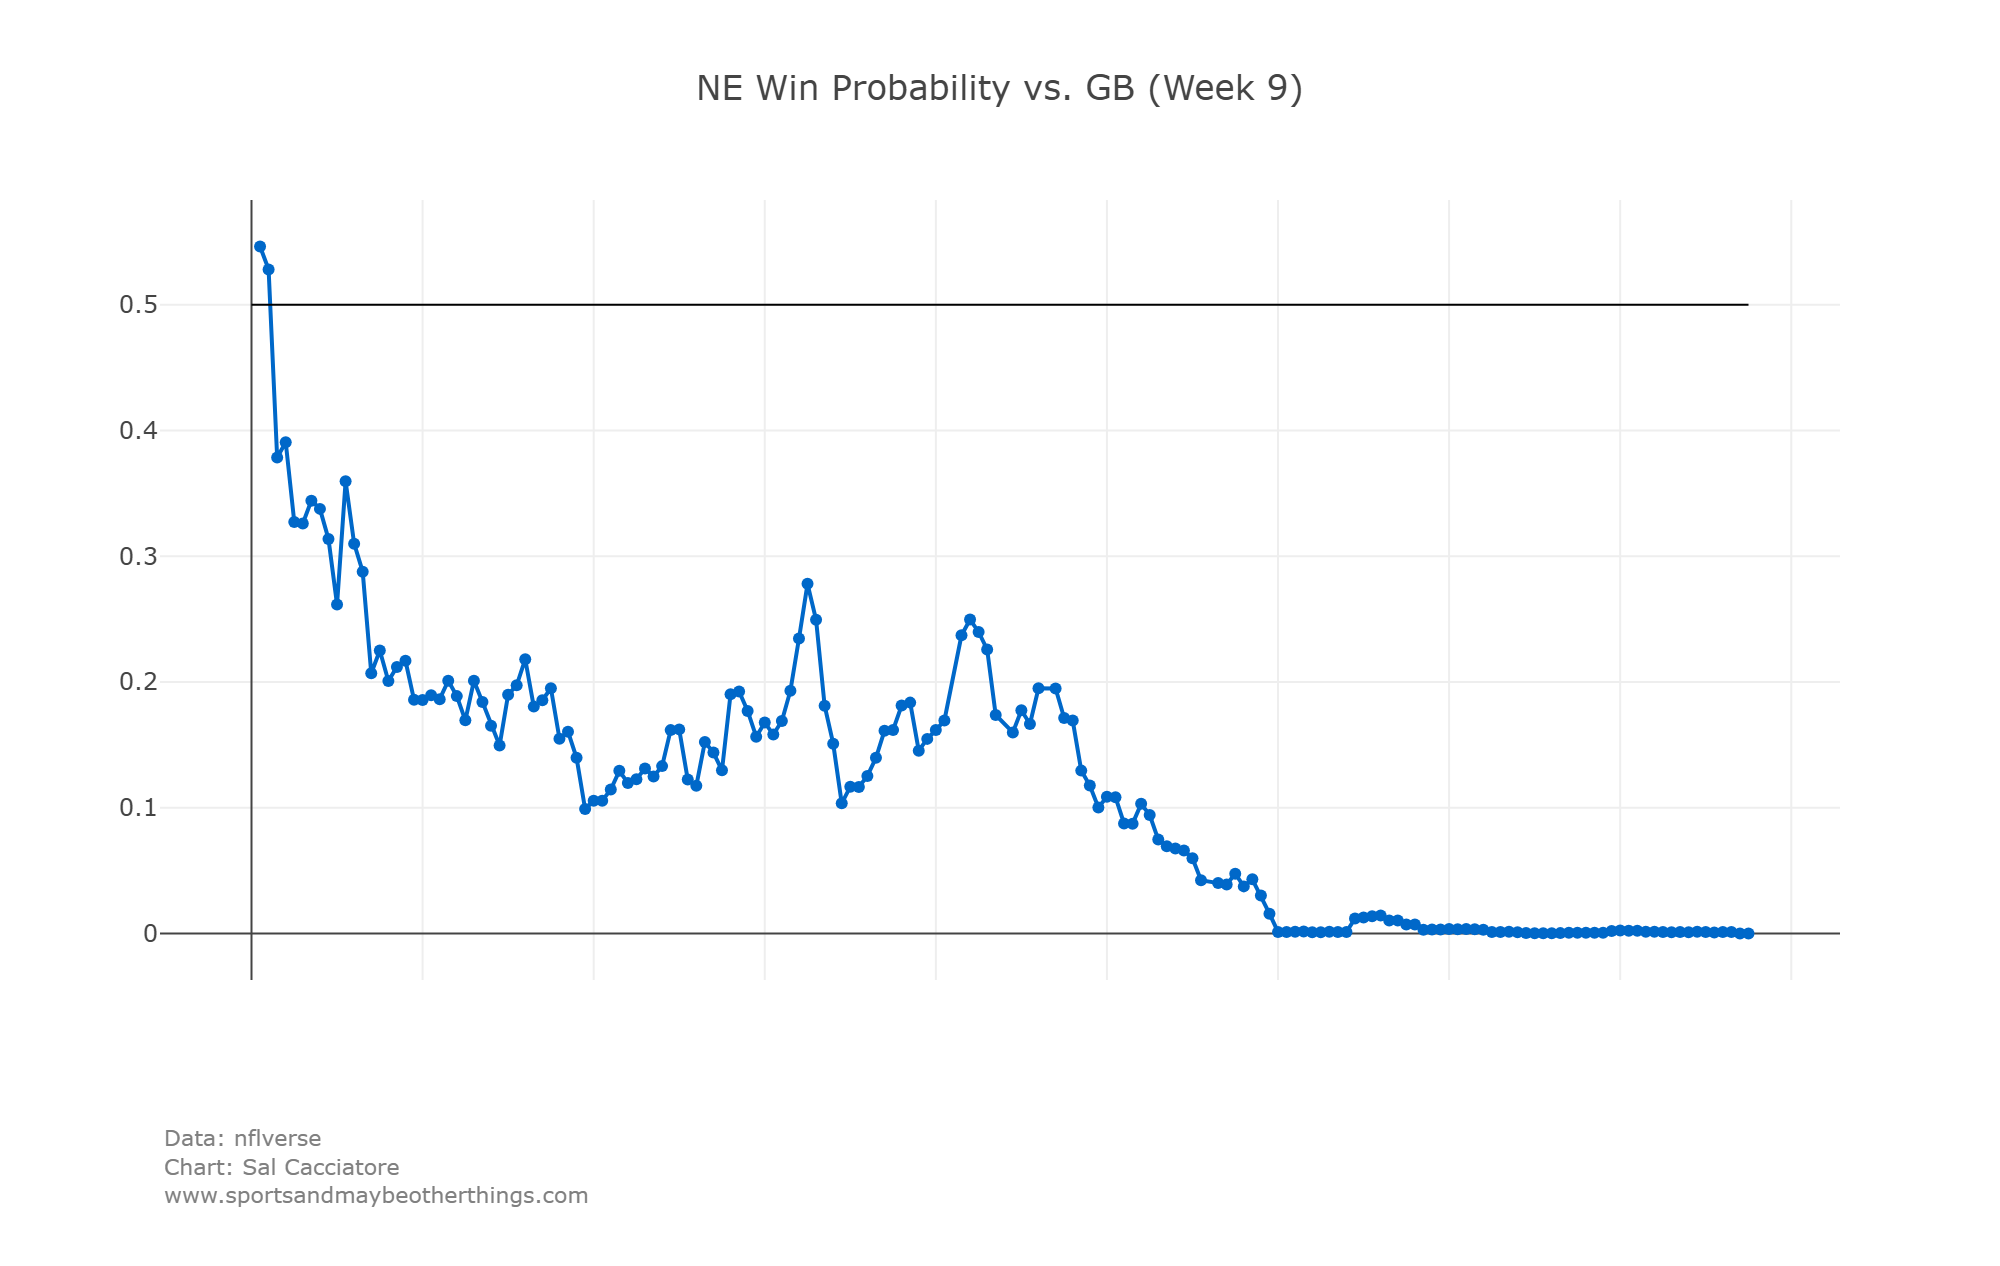 NE Win Probability vs. GB (Week 9)
0.5
0.4
0.3
0.2
0.1
0
Data: nflverse
Chart: Sal Cacciatore
www.sportsandmaybeotherthings.com